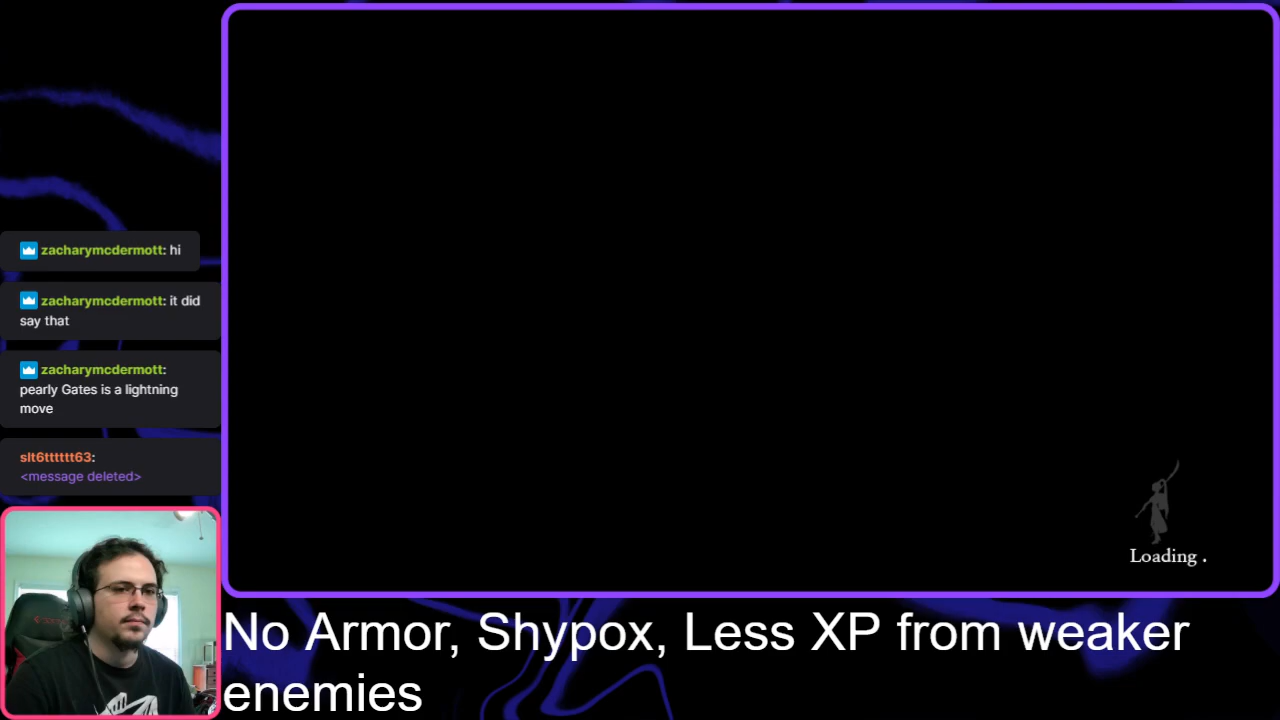 zacharymcdermott: hi
zacharymcdermott: it did
say that
zacharymcdermott:
pearly Gates is a lightning
move
slt6tttttt63:
<message deleted>
Loading .
No Armor, Shypox, Less XP from weaker
enemies